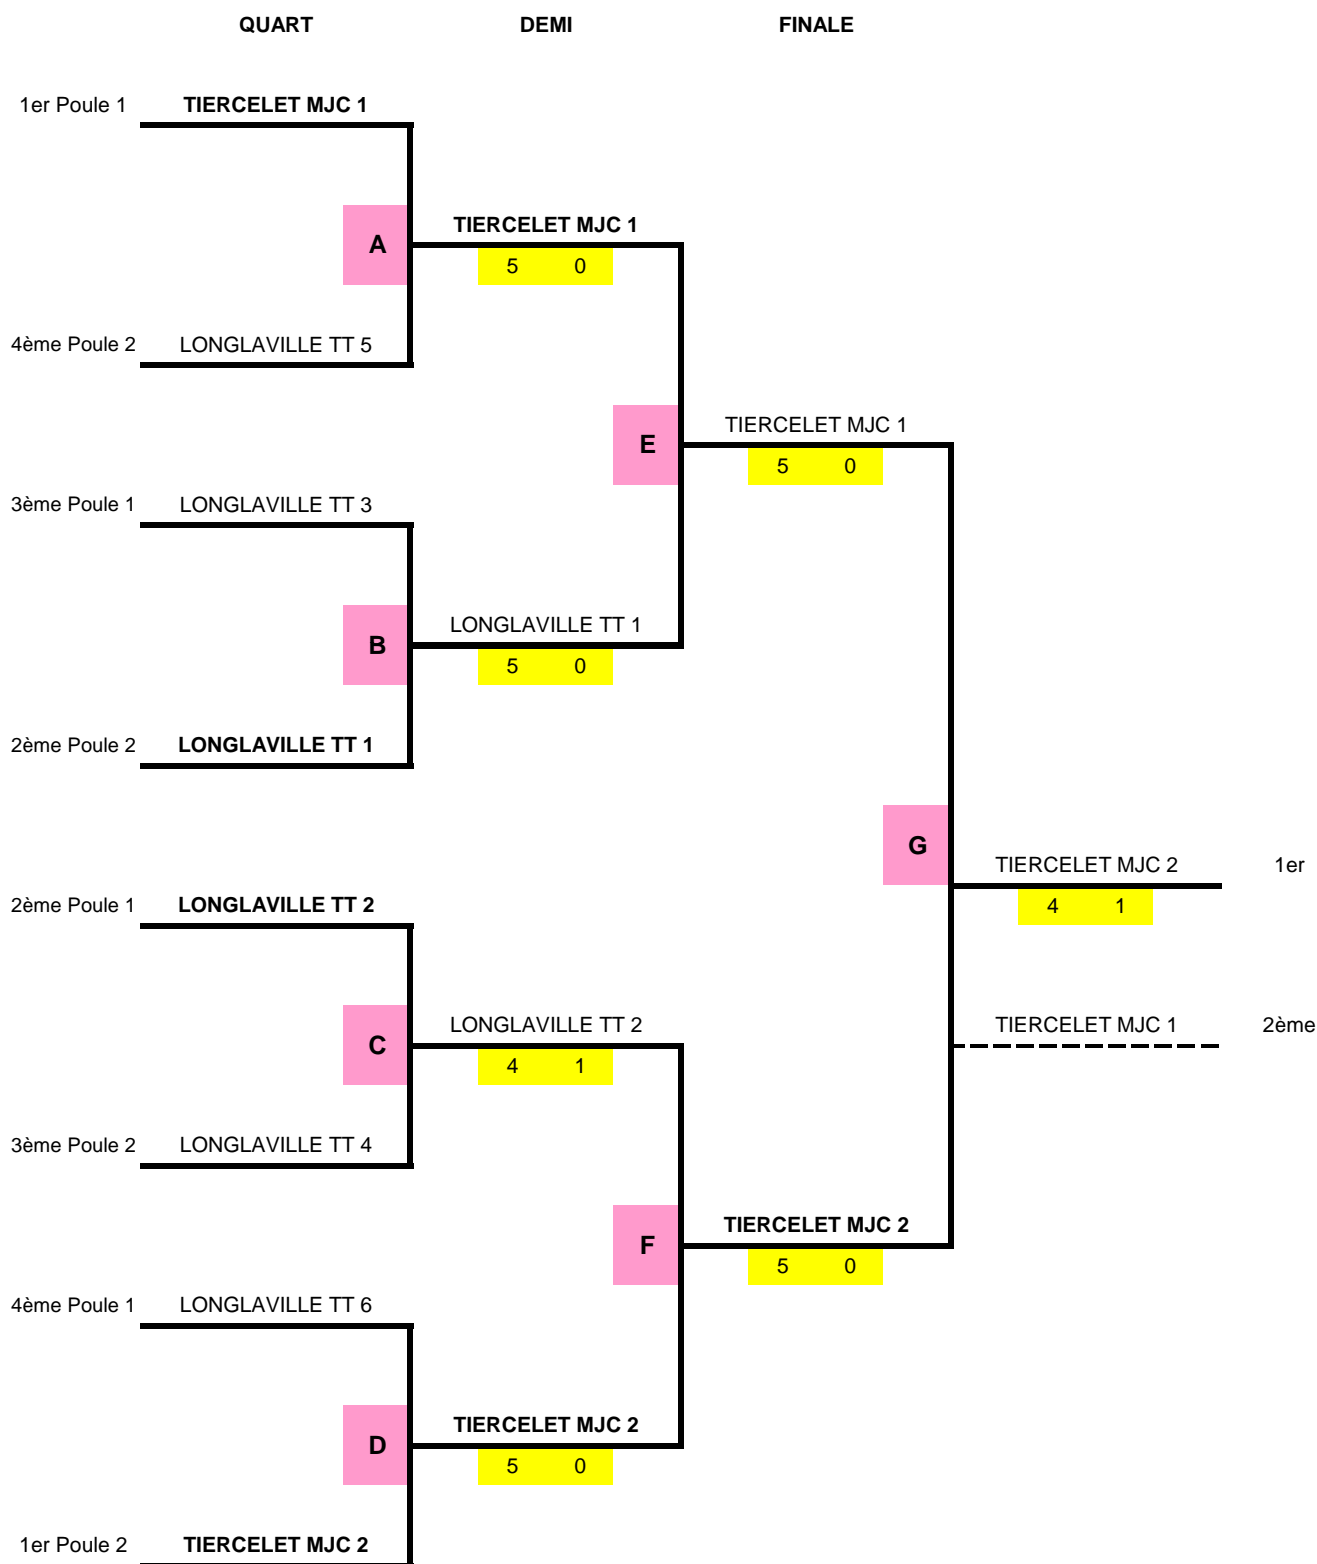 QUART DEMI FINALE
1er Poule 1 TIERCELET MJC 1
A TIERCELET MJC 1
5 0
4ème Poule 2 LONGLAVILLE TT 5
E TIERCELET MJC 1
5 0
3ème Poule 1 LONGLAVILLE TT 3
B LONGLAVILLE TT 1
5 0
2ème Poule 2 LONGLAVILLE TT 1
G TIERCELET MJC 2 1er
4 1
2ème Poule 1 LONGLAVILLE TT 2
C LONGLAVILLE TT 2 TIERCELET MJC 1 2ème
4 1
3ème Poule 2 LONGLAVILLE TT 4
F TIERCELET MJC 2
5 0
4ème Poule 1 LONGLAVILLE TT 6
D TIERCELET MJC 2
5 0
1er Poule 2 TIERCELET MJC 2